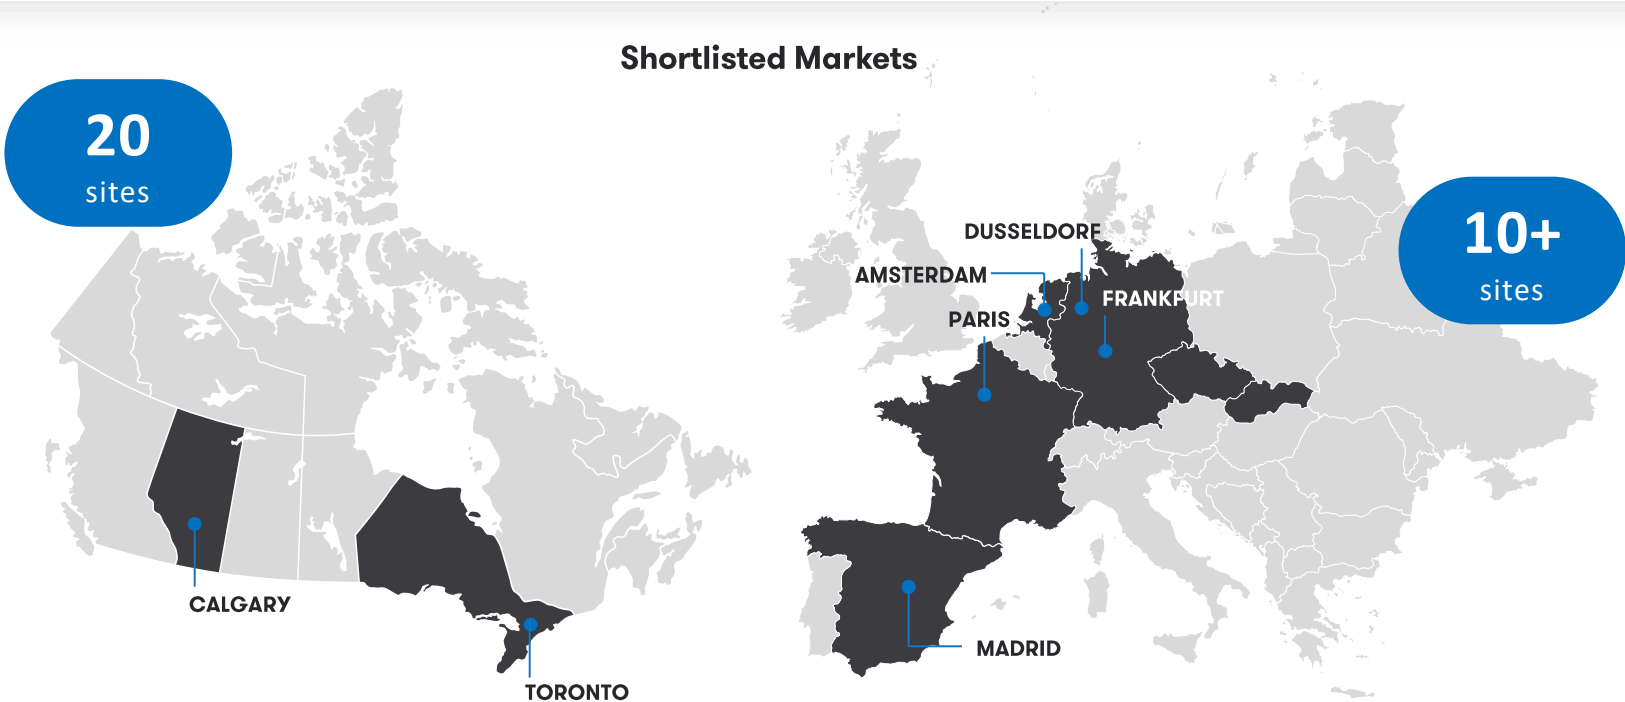 Shortlisted Markets
20
sites
10+
sites
DUSSELDORF
AMSTERDAM
FRANKFURT
PARIS
CALGARY
MADRID
TORONTO